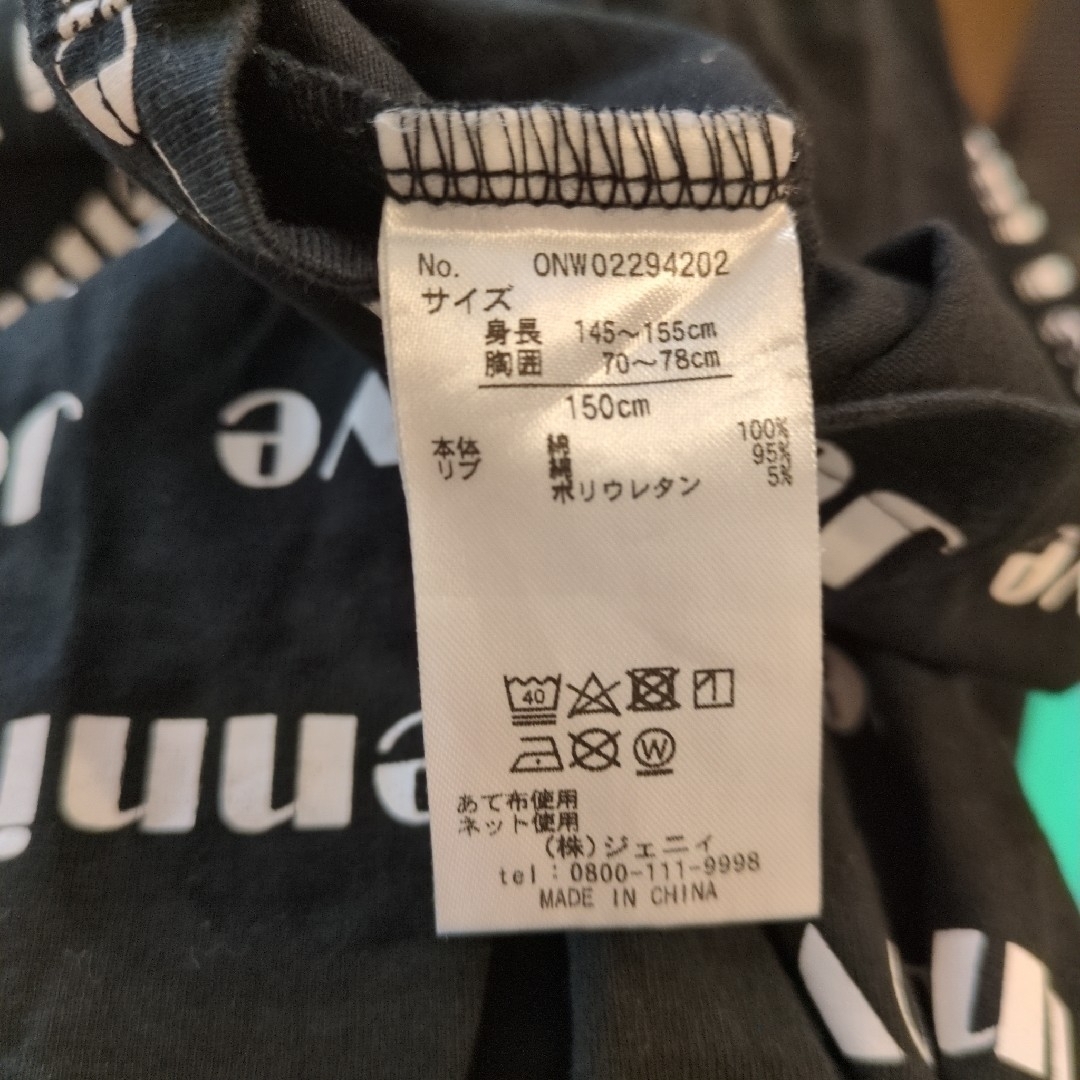 No. ONW02294202
サイズ
身長 145～155cm
胸囲 70～78cm
150cm
本体 綿 100%
リブ 綿 95%
ポリウレタン 5%
40
W
あて布使用
ネット使用
(株)ジェニィ
tel：0800-111-9998
MADE IN CHINA